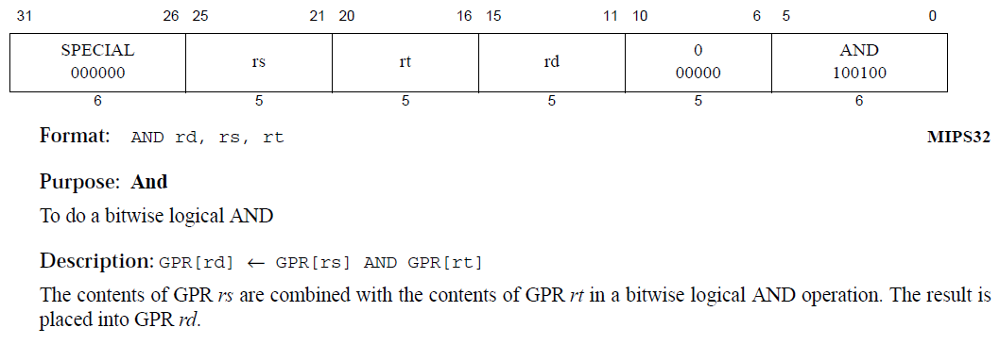 31 26 25 21 20 16 15 11 10 6 5 0
SPECIAL 0 AND
000000 rs rt rd 00000 100100
6 5 5 5 5 6
Format: AND rd, rs, rt MIPS32
Purpose: And
To do a bitwise logical AND
Description: GPR[rd] ← GPR[rs] AND GPR[rt]
The contents of GPR rs are combined with the contents of GPR rt in a bitwise logical AND operation. The result is
placed into GPR rd.